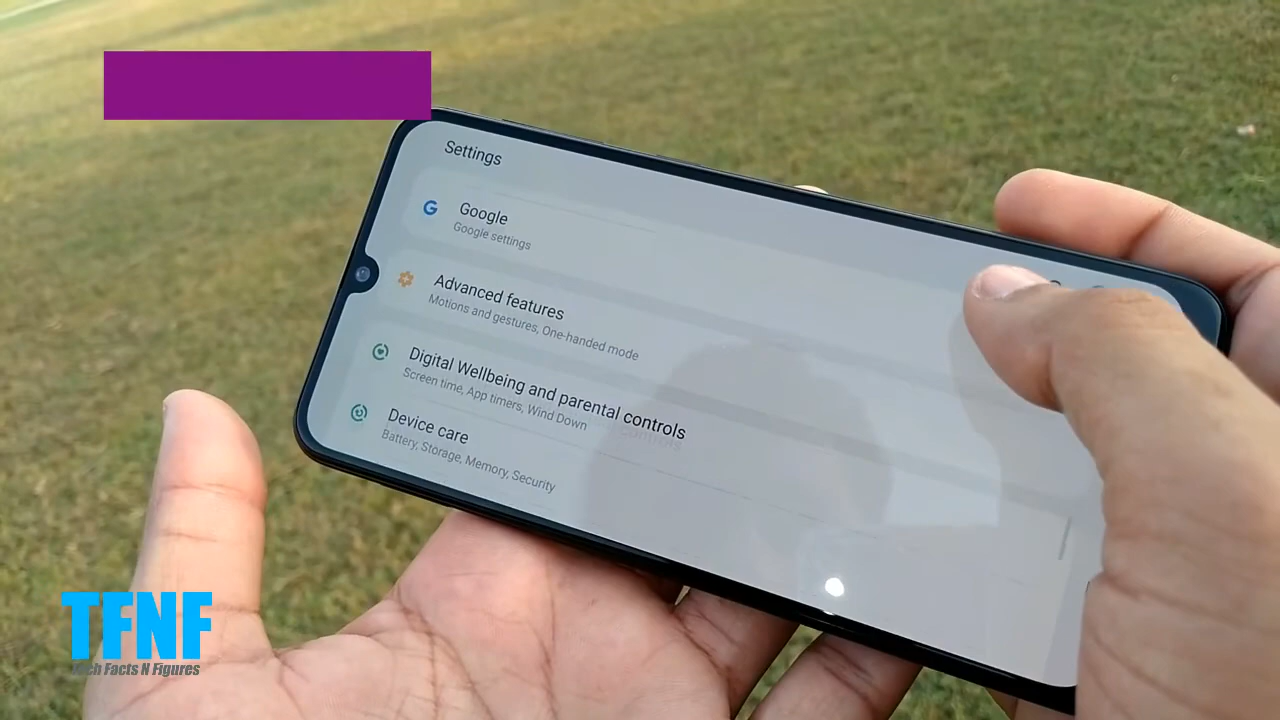 Settings
Google
Google settings
Advanced features
Motions and gestures, One-handed mode
Digital Wellbeing and parental controls
Screen time, App timers, Wind Down
Device care
Battery, Storage, Memory, Security
TFNF
Tech Facts N Figures